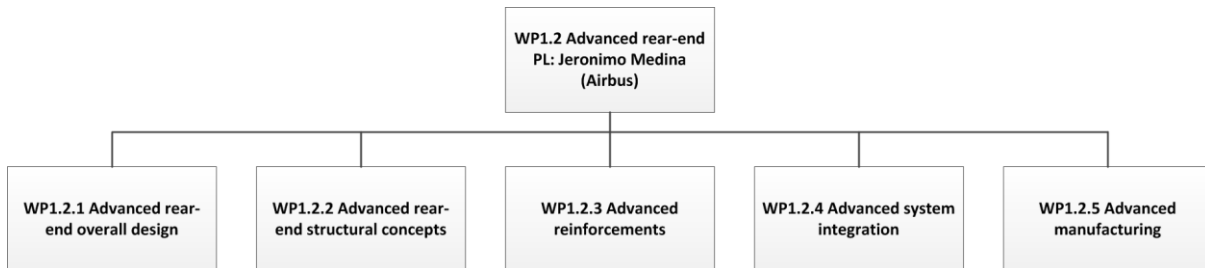 WP1.2 Advanced rear-end
PL: Jeronimo Medina
(Airbus)
WP1.2.1 Advanced rear-
end overall design
WP1.2.2 Advanced rear-
end structural concepts
WP1.2.3 Advanced
reinforcements
WP1.2.4 Advanced system
integration
WP1.2.5 Advanced
manufacturing